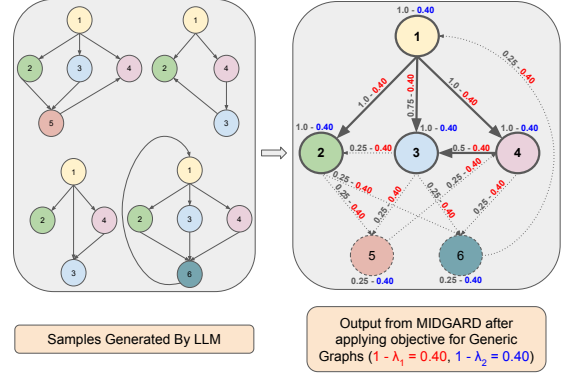 1
2
3
4
5
1
2
4
3
1
2
4
3
1
2
3
4
6
Samples Generated By LLM
1.0 - 0.40
1
0.25 - 0.40
1.0 - 0.40
0.75 - 0.40
1.0 - 0.40
1.0 - 0.40
1.0 - 0.40
1.0 - 0.40
2
0.25 - 0.40
3
0.5 - 0.40
4
0.25 - 0.40
0.25 - 0.40
0.25 - 0.40
0.25 - 0.40
0.25 - 0.40
0.25 - 0.40
5
6
0.25 - 0.40
0.25 - 0.40
Output from MIDGARD after
applying objective for Generic
Graphs (1 - λ₁ = 0.40, 1 - λ₂ = 0.40)